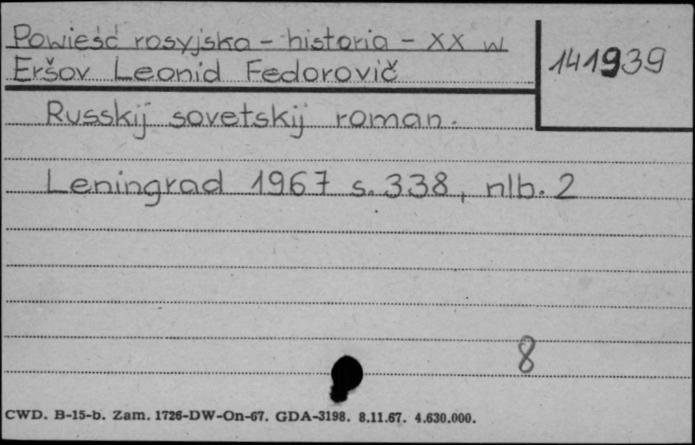 Powieść rosyjska - historia - XX w
Eršov Leonid Fedorovič
141939
Russkij sovetskij roman.
Leningrad 1967 s. 338, nlb. 2
8
CWD. B-15-b. Zam. 1726-DW-On-67. GDA-3198. 8.11.67. 4.630.000.